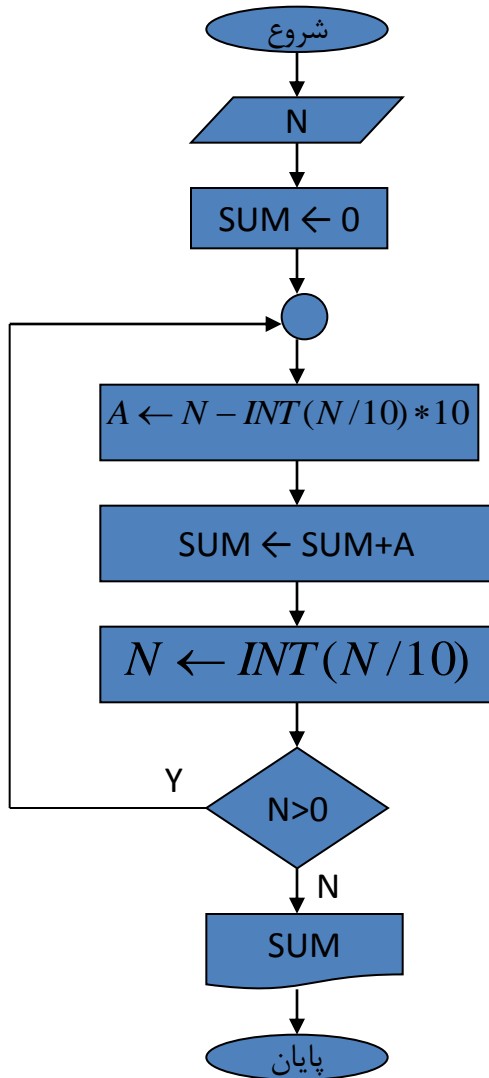 شروع
N
SUM ← 0
A ← N − INT(N/10)*10
SUM ← SUM+A
N ← INT(N/10)
Y
N>0
N
SUM
پایان